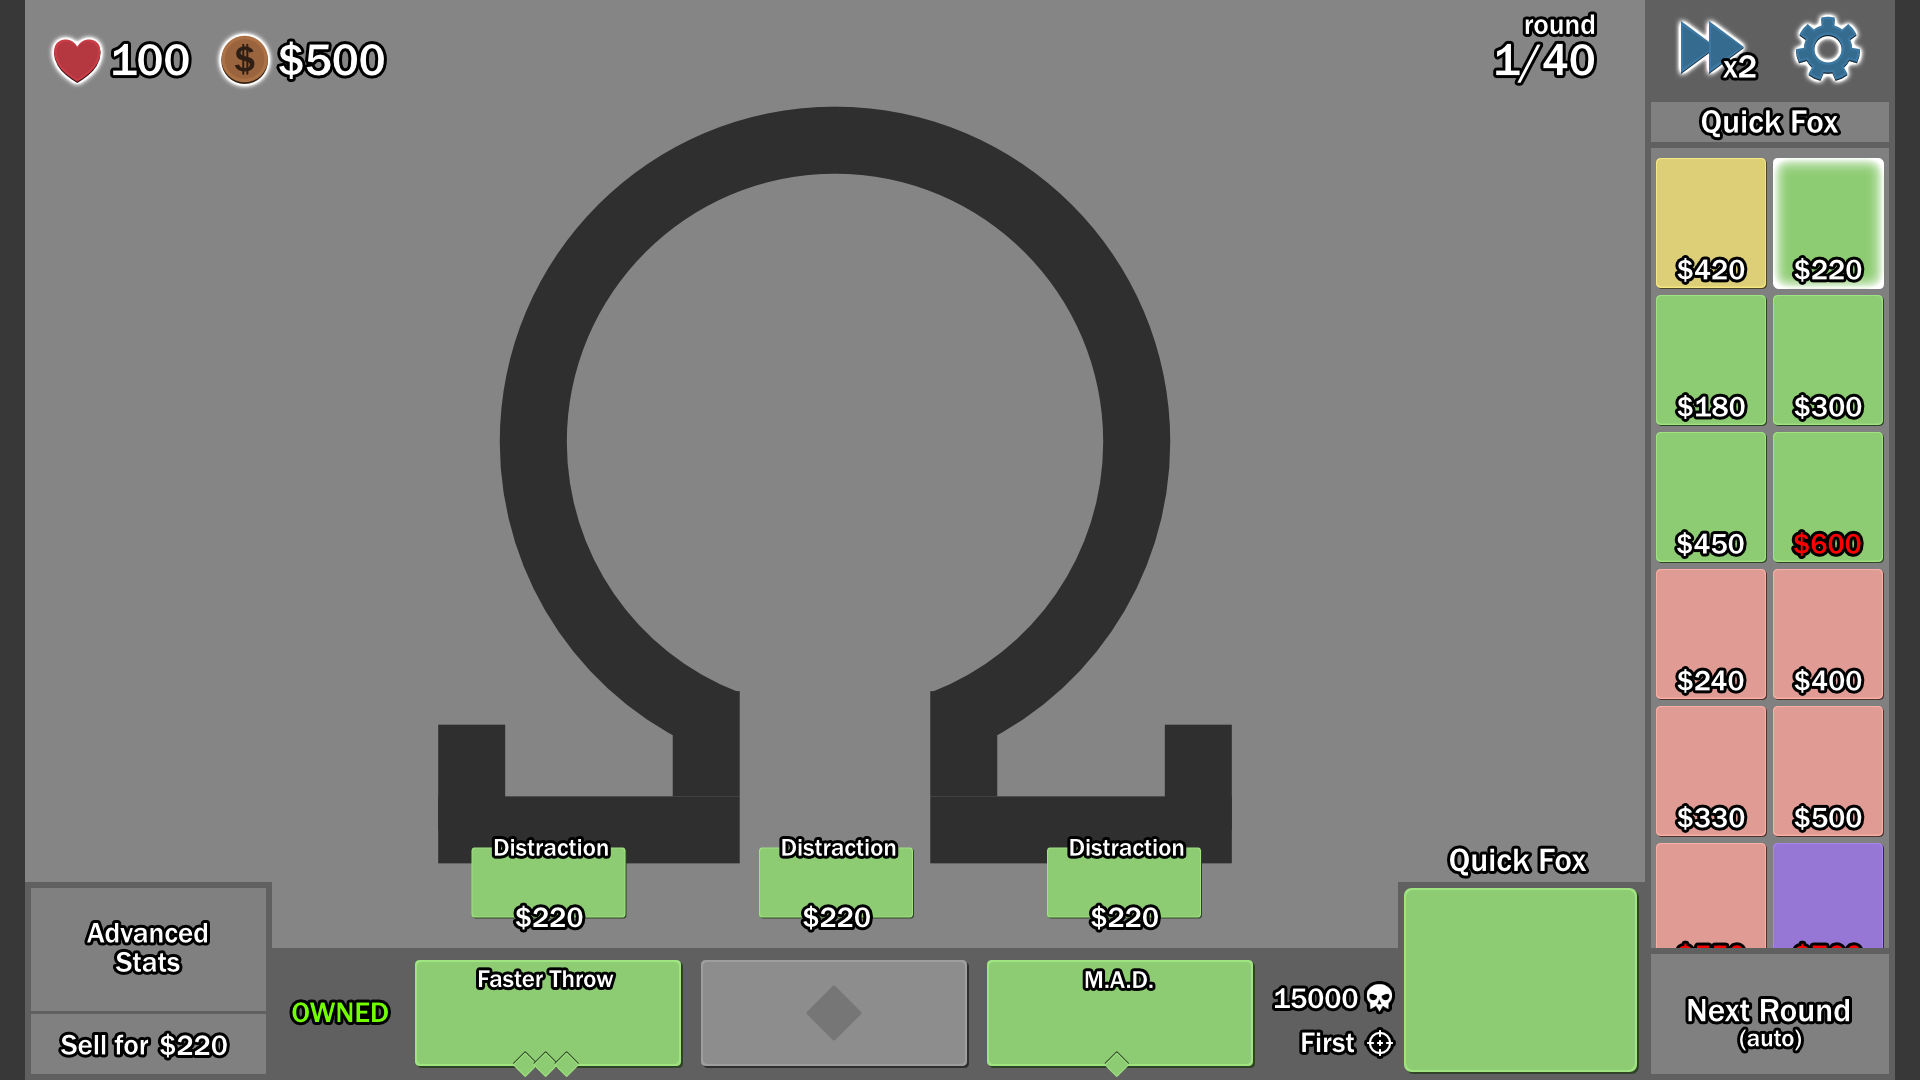 100
$500
round
1/40
x2
Quick Fox
$420
$220
$180
$300
$450
$600
$240
$400
$330
$500
Distraction
$220
Distraction
$220
Distraction
$220
Quick Fox
Advanced
Stats
Sell for $220
OWNED
Faster Throw
M.A.D.
15000
First
Next Round
(auto)